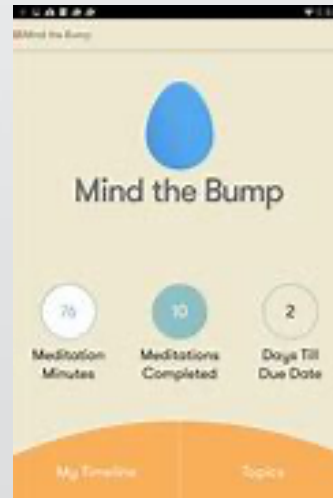 Mind the Bump
Mind the Bump
76
10
2
Meditation
Minutes
Meditations
Completed
Days Till
Due Date
My Timeline
Topics